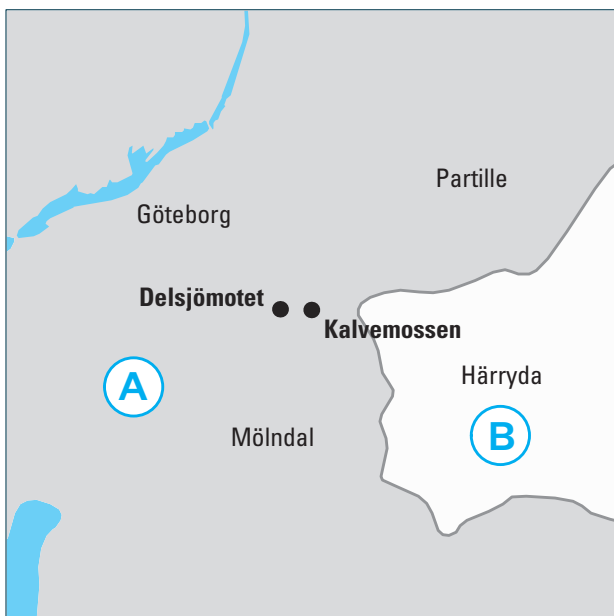 Partille
Göteborg
Delsjömotet
Kalvemossen
Härryda
A
B
Mölndal